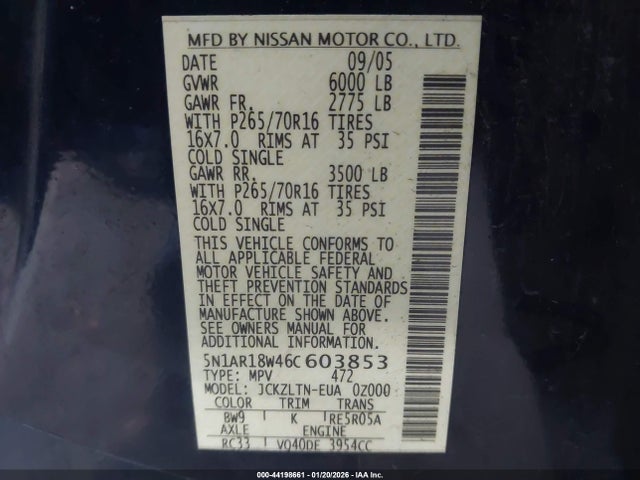 MFD BY NISSAN MOTOR CO., LTD.
DATE 09/05
GVWR 6000 LB
GAWR FR. 2775 LB
WITH P265/70R16 TIRES
16X7.0 RIMS AT 35 PSI
COLD SINGLE
GAWR RR. 3500 LB
WITH P265/70R16 TIRES
16X7.0 RIMS AT 35 PSI
COLD SINGLE
THIS VEHICLE CONFORMS TO
ALL APPLICABLE FEDERAL
MOTOR VEHICLE SAFETY AND
THEFT PREVENTION STANDARDS
IN EFFECT ON THE DATE OF
MANUFACTURE SHOWN ABOVE.
SEE OWNERS MANUAL FOR
ADDITIONAL INFORMATION.
5N1AR18W46C603853
TYPE: MPV 472
MODEL: JCKZLTN-EUA 0Z000
COLOR TRIM TRANS
BW9 K RE5R05A
AXLE ENGINE
RC33 VQ40DE 3954CC
000-44198661 - 01/20/2026 - IAAI.com